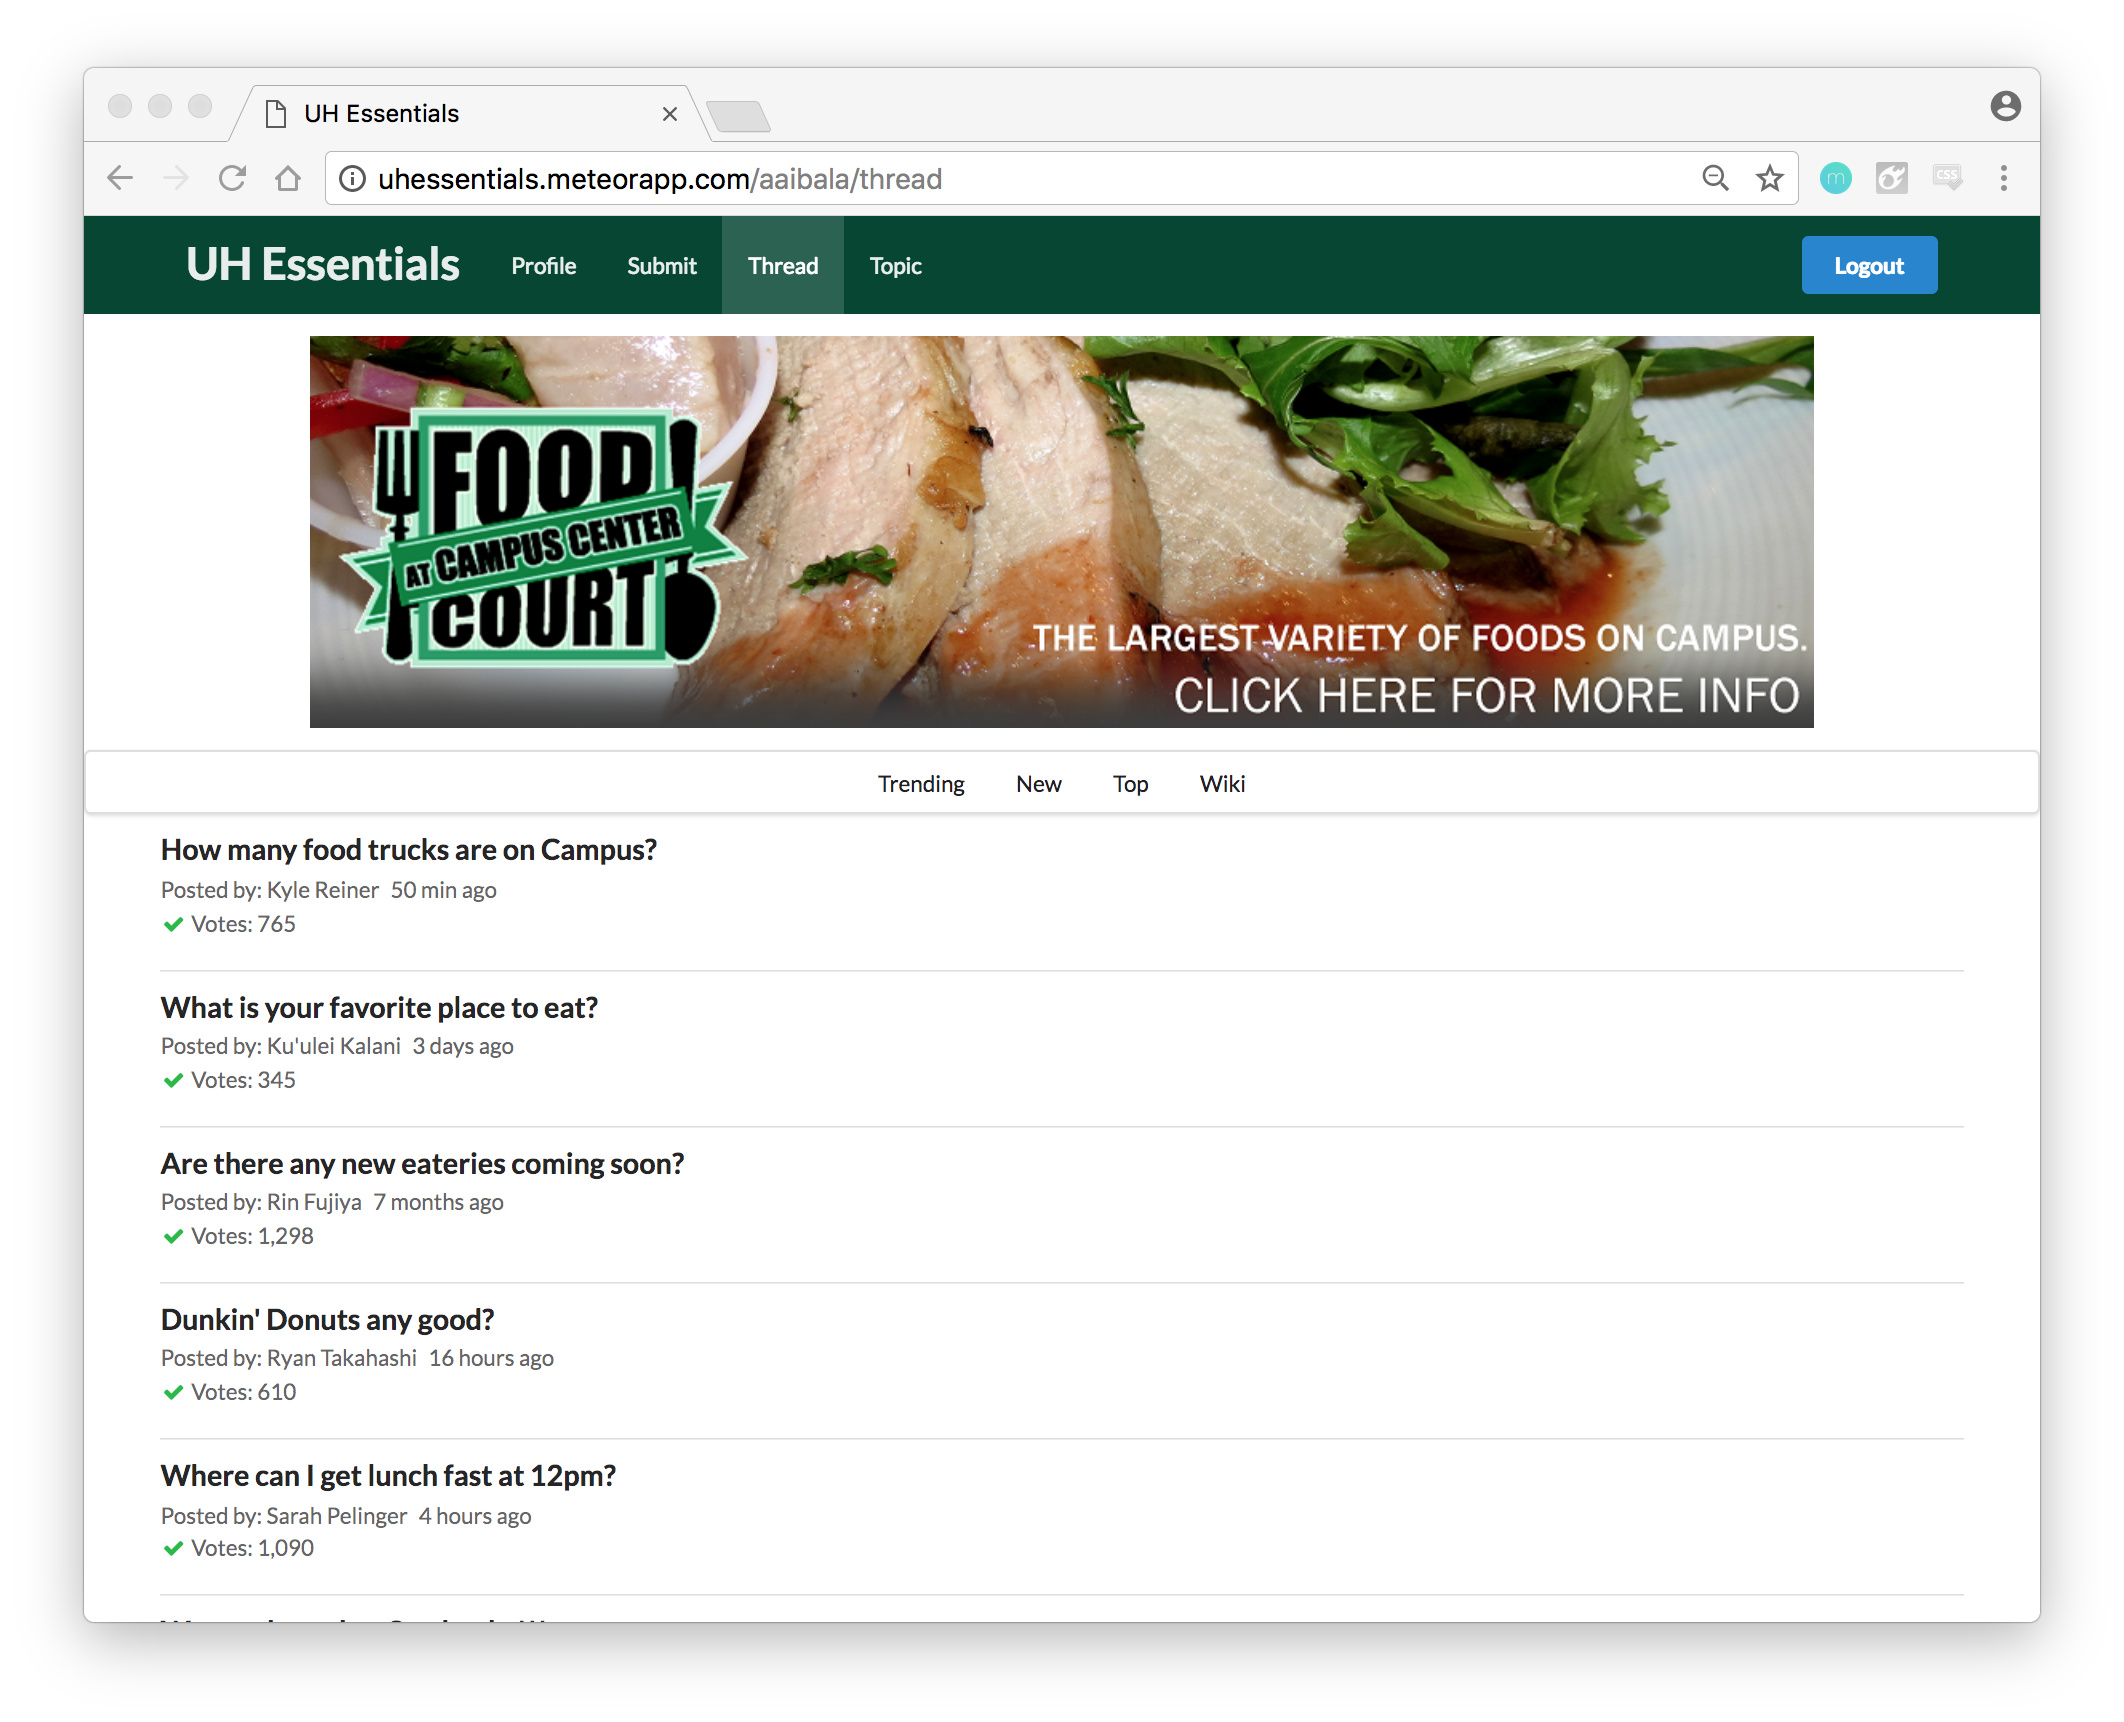 UH Essentials
uhessentials.meteorapp.com/aaibala/thread
m
CSS
UH Essentials
Profile
Submit
Thread
Topic
Logout
FOOD
AT CAMPUS CENTER
COURT
THE LARGEST VARIETY OF FOODS ON CAMPUS.
CLICK HERE FOR MORE INFO
Trending
New
Top
Wiki
How many food trucks are on Campus?
Posted by: Kyle Reiner 50 min ago
Votes: 765
What is your favorite place to eat?
Posted by: Ku'ulei Kalani 3 days ago
Votes: 345
Are there any new eateries coming soon?
Posted by: Rin Fujiya 7 months ago
Votes: 1,298
Dunkin' Donuts any good?
Posted by: Ryan Takahashi 16 hours ago
Votes: 610
Where can I get lunch fast at 12pm?
Posted by: Sarah Pelinger 4 hours ago
Votes: 1,090